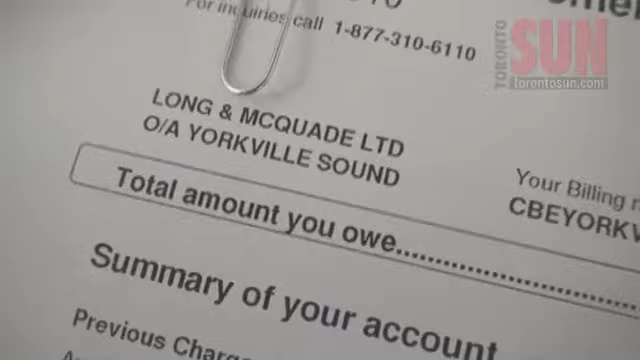 For inquiries call 1-877-310-6110
TORONTO
SUN
TorontoSun.com
LONG & MCQUADE LTD
O/A YORKVILLE SOUND
Your Billing
CBEYORKV
Total amount you owe
Summary of your account
Previous Charg